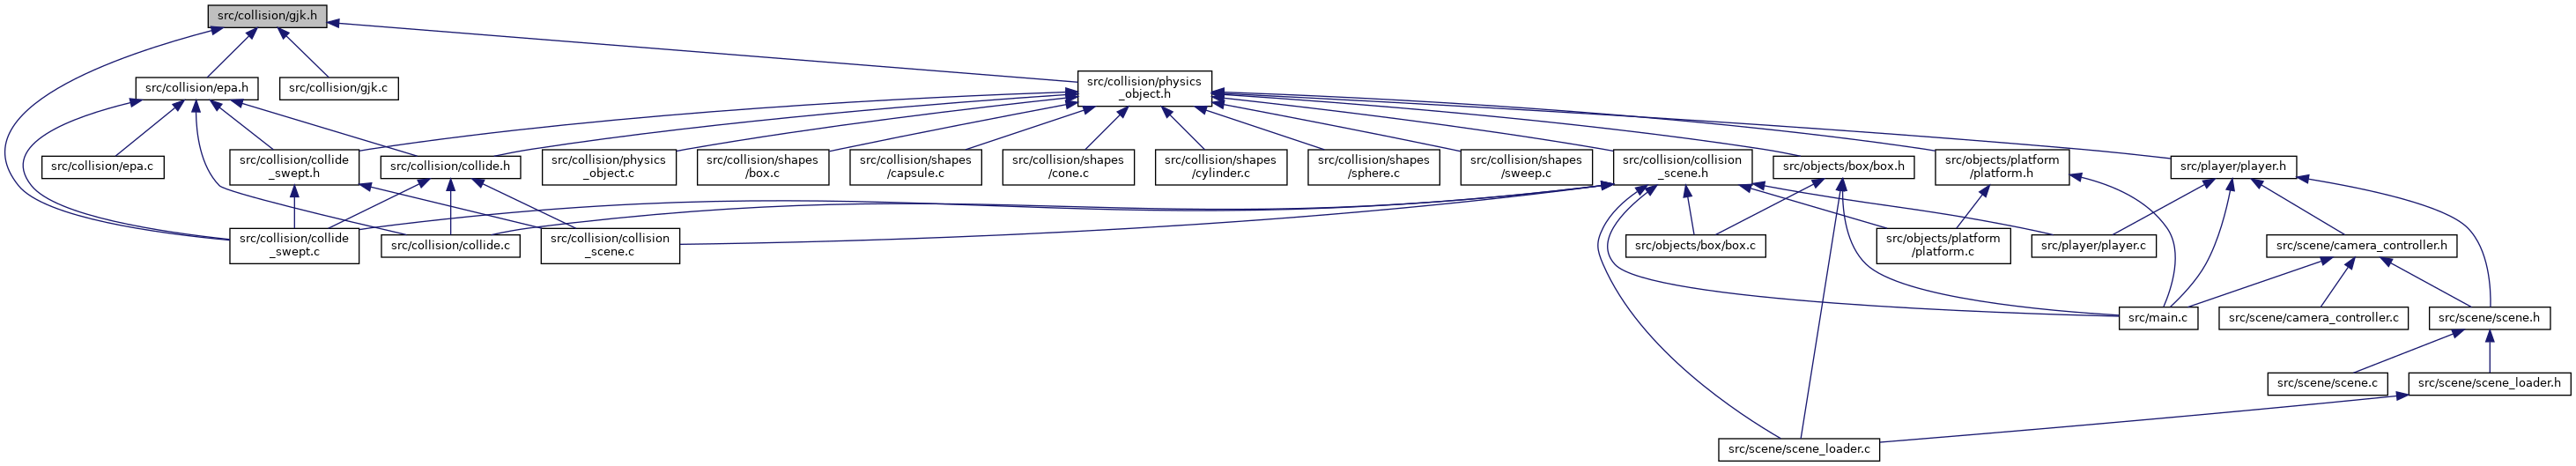 src/collision/gjk.h
src/collision/epa.h
src/collision/gjk.c
src/collision/physics
_object.h
src/collision/epa.c
src/collision/collide
_swept.h
src/collision/collide.h
src/collision/physics
_object.c
src/collision/shapes
/box.c
src/collision/shapes
/capsule.c
src/collision/shapes
/cone.c
src/collision/shapes
/cylinder.c
src/collision/shapes
/sphere.c
src/collision/shapes
/sweep.c
src/collision/collision
_scene.h
src/objects/box/box.h
src/objects/platform
/platform.h
src/player/player.h
src/collision/collide
_swept.c
src/collision/collide.c
src/collision/collision
_scene.c
src/objects/box/box.c
src/objects/platform
/platform.c
src/player/player.c
src/scene/camera_controller.h
src/main.c
src/scene/camera_controller.c
src/scene/scene.h
src/scene/scene.c
src/scene/scene_loader.h
src/scene/scene_loader.c